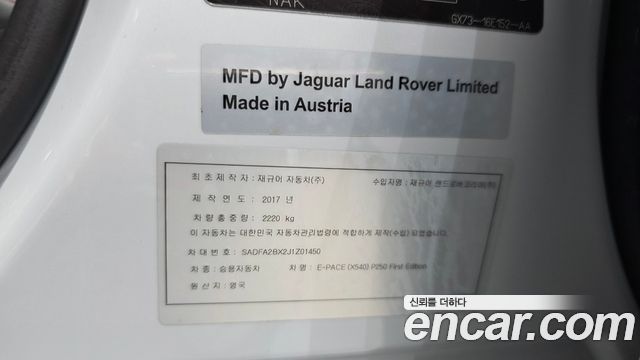 NAK
GX73-16E152-AA
MFD by Jaguar Land Rover Limited
Made in Austria
최 초 제 작 자 : 재규어 자동차(주) 수입자명 : 재규어 랜드로버코리아(주)
제 작 연 도 : 2017 년
차 량 총 중 량 : 2220 kg
이 자동차는 대한민국 자동차관리법령에 적합하게 제작(수입) 되었습니다.
차 대 번 호 : SADFA2BX2J1Z01450
차 종 : 승용자동차 차 명 : E-PACE (X540) P250 First Edition
원 산 지 : 영국
신뢰를 더하다
encar.com